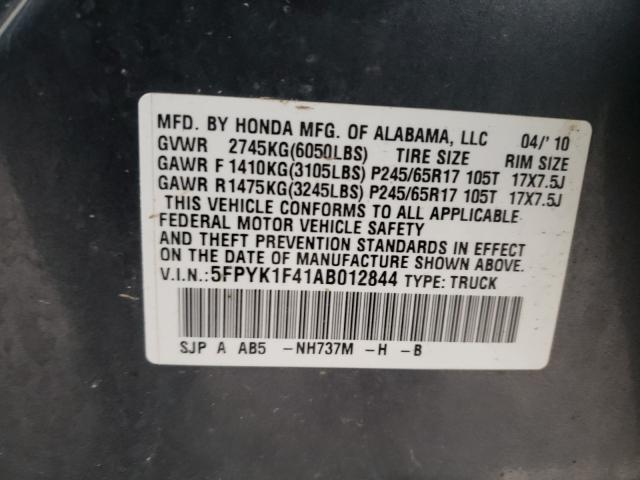 MFD. BY HONDA MFG. OF ALABAMA, LLC 04/'10
GVWR 2745KG(6050LBS) TIRE SIZE RIM SIZE
GAWR F 1410KG(3105LBS) P245/65R17 105T 17X7.5J
GAWR R1475KG(3245LBS) P245/65R17 105T 17X7.5J
THIS VEHICLE CONFORMS TO ALL APPLICABLE
FEDERAL MOTOR VEHICLE SAFETY
AND THEFT PREVENTION STANDARDS IN EFFECT
ON THE DATE OF MANUFACTURE SHOWN ABOVE.
V.I.N.:5FPYK1F41AB012844 TYPE: TRUCK
SJP A AB5 -NH737M -H -B